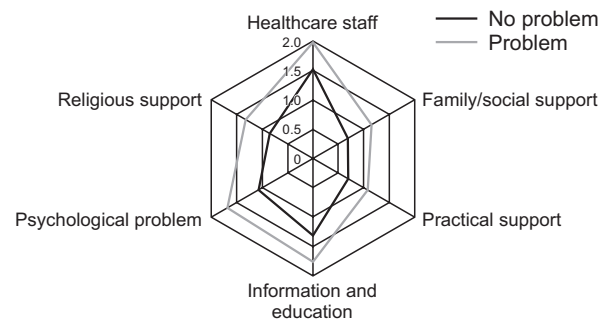 Healthcare staff
No problem
Problem
2.0
1.5
1.0
0.5
0
Religious support
Family/social support
Psychological problem
Practical support
Information and
education